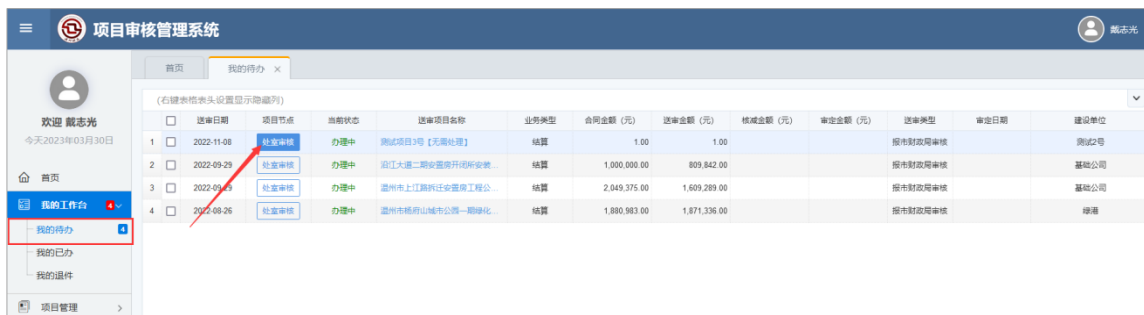 项目审核管理系统
戴志光
欢迎 戴志光
今天2023年03月30日
首页
我的工作台 4
我的待办 4
我的已办
我的退件
项目管理
首页 我的待办 ×
(右键表格表头设置显示隐藏列)
送审日期 项目节点 当前状态 送审项目名称 业务类型 合同金额（元） 送审金额（元） 核减金额（元） 审定金额（元） 送审类型 审定日期 建设单位
1 2022-11-08 处室审核 办理中 测试项目3号【无需处理】 结算 1.00 1.00 报市财政局审核 测试2号
2 2022-09-29 处室审核 办理中 沿江大道二期安置房开闭所安装... 结算 1,000,000.00 809,842.00 报市财政局审核 基础公司
3 2022-09-29 处室审核 办理中 温州市上江路拆迁安置房工程公... 结算 2,049,375.00 1,609,289.00 报市财政局审核 基础公司
4 2022-08-26 处室审核 办理中 温州市杨府山城市公园一期绿化... 结算 1,880,983.00 1,871,336.00 报市财政局审核 绿港